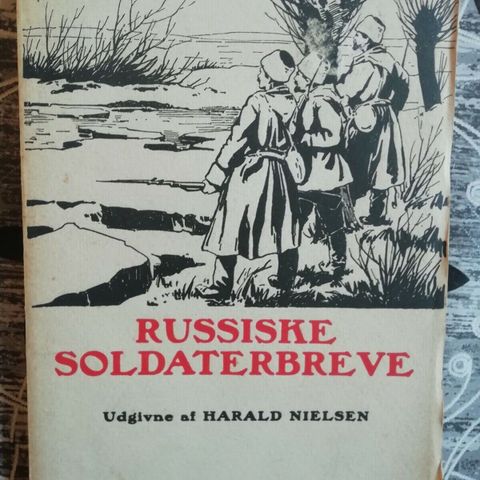 RUSSISKE
SOLDATERBREVE
Udgivne af HARALD NIELSEN